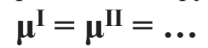 μᴵ = μᴵᴵ = ...